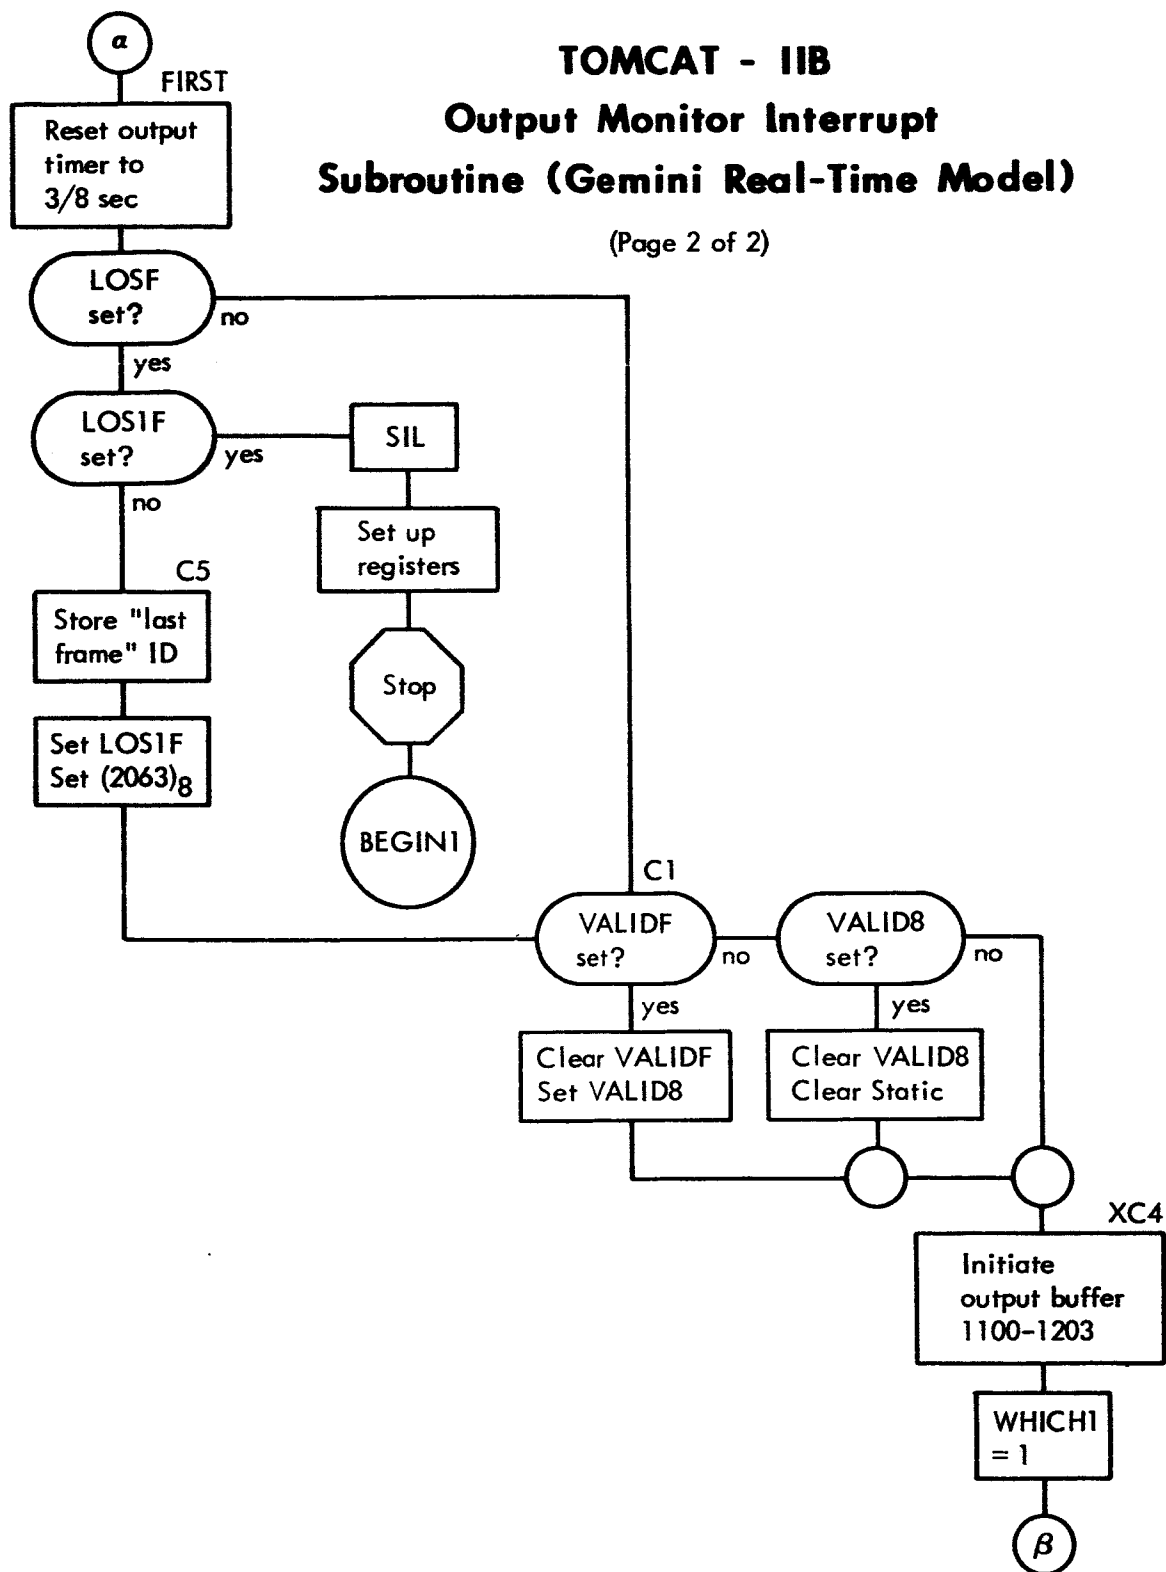 α
FIRST
TOMCAT - IIB
Output Monitor Interrupt
Subroutine (Gemini Real-Time Model)
(Page 2 of 2)
Reset output
timer to
3/8 sec
LOSF
set?
no
yes
LOS1F
set?
yes
no
SIL
Set up
registers
Stop
BEGIN1
C5
Store "last
frame" ID
Set LOS1F
Set (2063)8
C1
VALIDF
set?
no
yes
VALID8
set?
no
yes
Clear VALIDF
Set VALID8
Clear VALID8
Clear Static
XC4
Initiate
output buffer
1100-1203
WHICH1
= 1
β